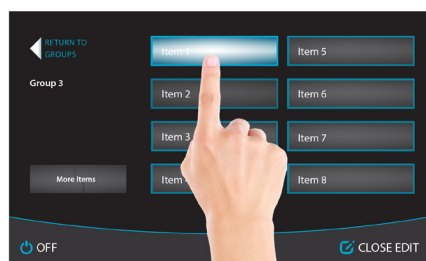 RETURN TO
GROUPS
Group 3
Item 1
Item 2
Item 3
Item
Item 5
Item 6
Item 7
Item 8
More Items
OFF
CLOSE EDIT